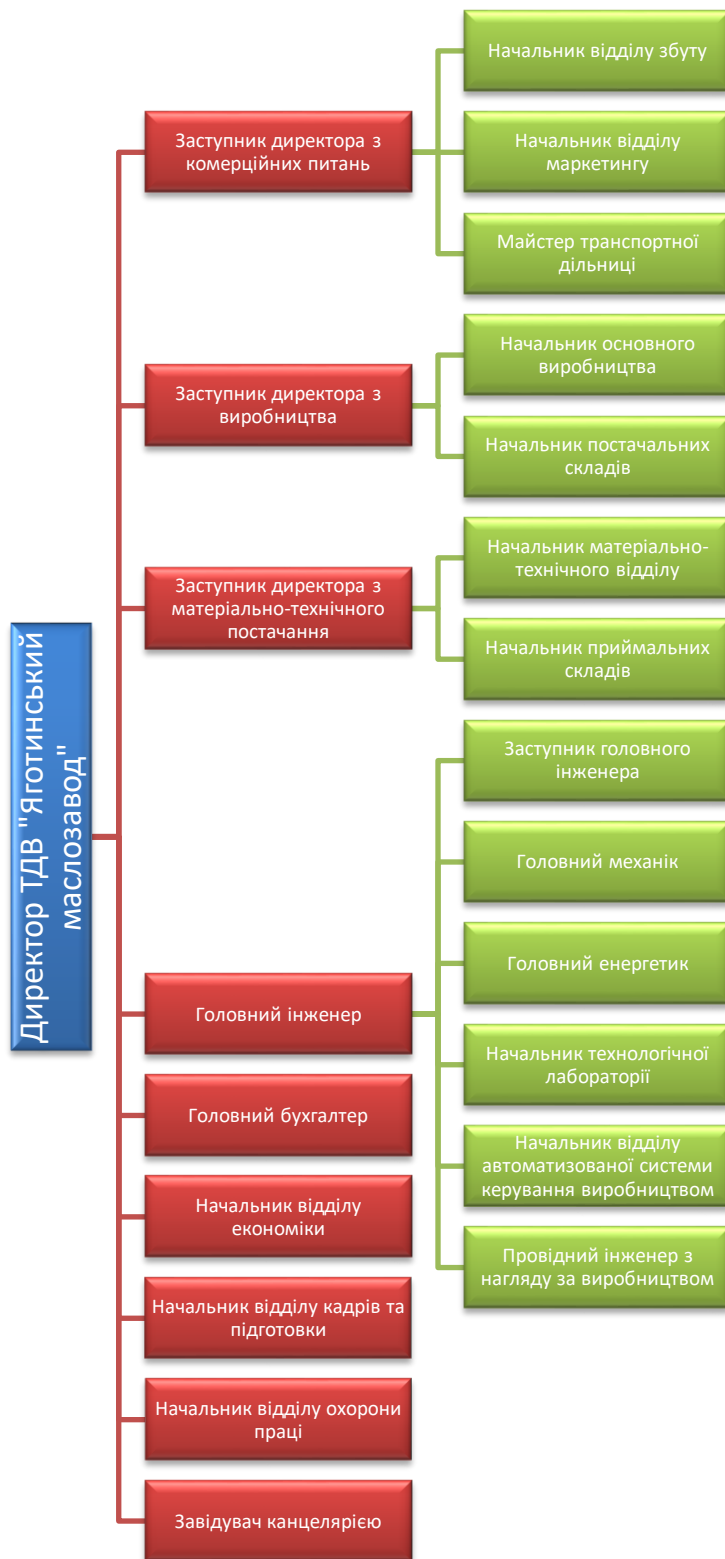 Директор ТДВ "Яготинський
маслозавод"
Заступник директора з
комерційних питань
Начальник відділу збуту
Начальник відділу
маркетингу
Майстер транспортної
дільниці
Заступник директора з
виробництва
Начальник основного
виробництва
Начальник постачальних
складів
Заступник директора з
матеріально-технічного
постачання
Начальник матеріально-
технічного відділу
Начальник приймальних
складів
Головний інженер
Заступник головного
інженера
Головний механік
Головний енергетик
Начальник технологічної
лабораторії
Начальник відділу
автоматизованої системи
керування виробництвом
Провідний інженер з
нагляду за виробництвом
Головний бухгалтер
Начальник відділу
економіки
Начальник відділу кадрів та
підготовки
Начальник відділу охорони
праці
Завідувач канцелярією